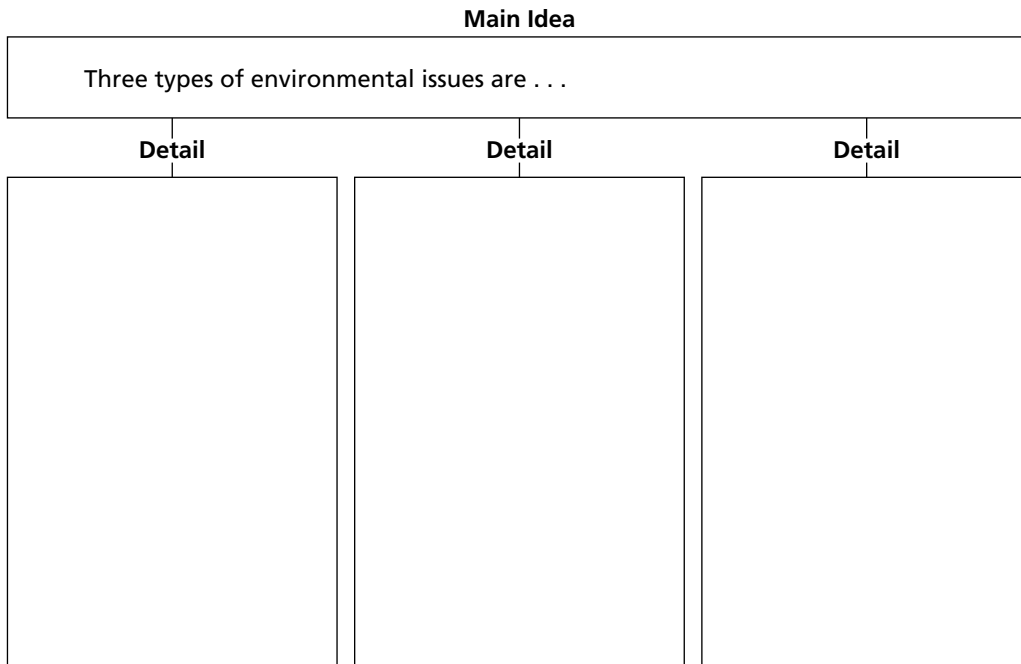 Main Idea
Three types of environmental issues are . . .
Detail
Detail
Detail